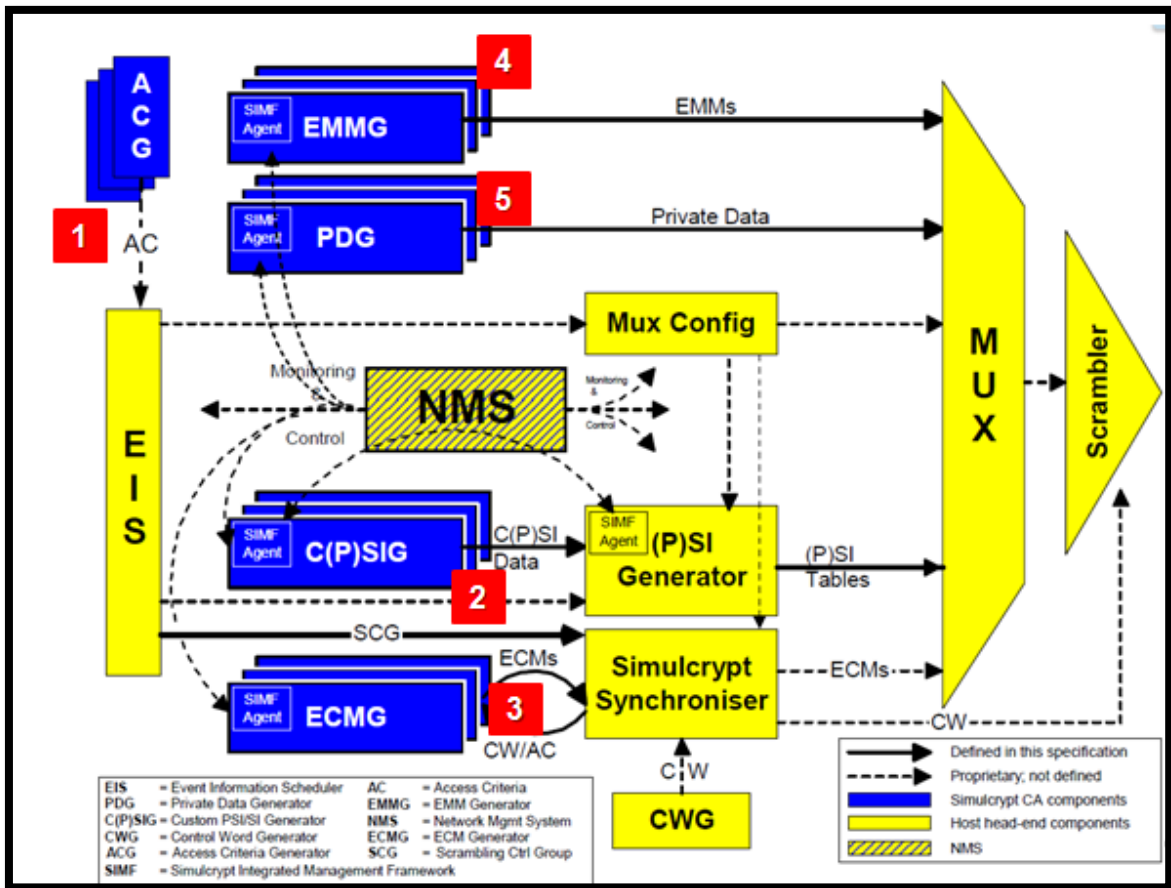 A
C
G
1
AC
4
SIMF
Agent
EMMG
EMMs
5
SIMF
Agent
PDG
Private Data
Mux Config
M
U
X
Scrambler
E
I
S
Monitoring
&
Control
NMS
Monitoring
&
Control
SIMF
Agent
C(P)SIG
C(P)SI
Data
2
SIMF
Agent
(P)SI
Generator
(P)SI
Tables
SCG
SIMF
Agent
ECMG
ECMs
3
CW/AC
Simulcrypt
Synchroniser
ECMs
CW
C W
CWG
EIS = Event Information Scheduler AC = Access Criteria
PDG = Private Data Generator EMMG = EMM Generator
C(P)SIG = Custom PSI/SI Generator NMS = Network Mgmt System
CWG = Control Word Generator ECMG = ECM Generator
ACG = Access Criteria Generator SCG = Scrambling Ctrl Group
SIMF = Simulcrypt Integrated Management Framework
Defined in this specification
Proprietary; not defined
Simulcrypt CA components
Host head-end components
NMS